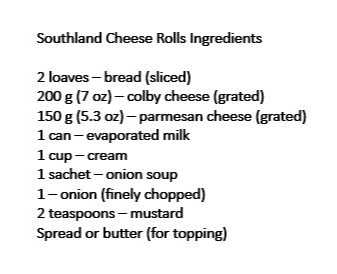 Southland Cheese Rolls Ingredients
2 loaves – bread (sliced)
200 g (7 oz) – colby cheese (grated)
150 g (5.3 oz) – parmesan cheese (grated)
1 can – evaporated milk
1 cup – cream
1 sachet – onion soup
1 – onion (finely chopped)
2 teaspoons – mustard
Spread or butter (for topping)